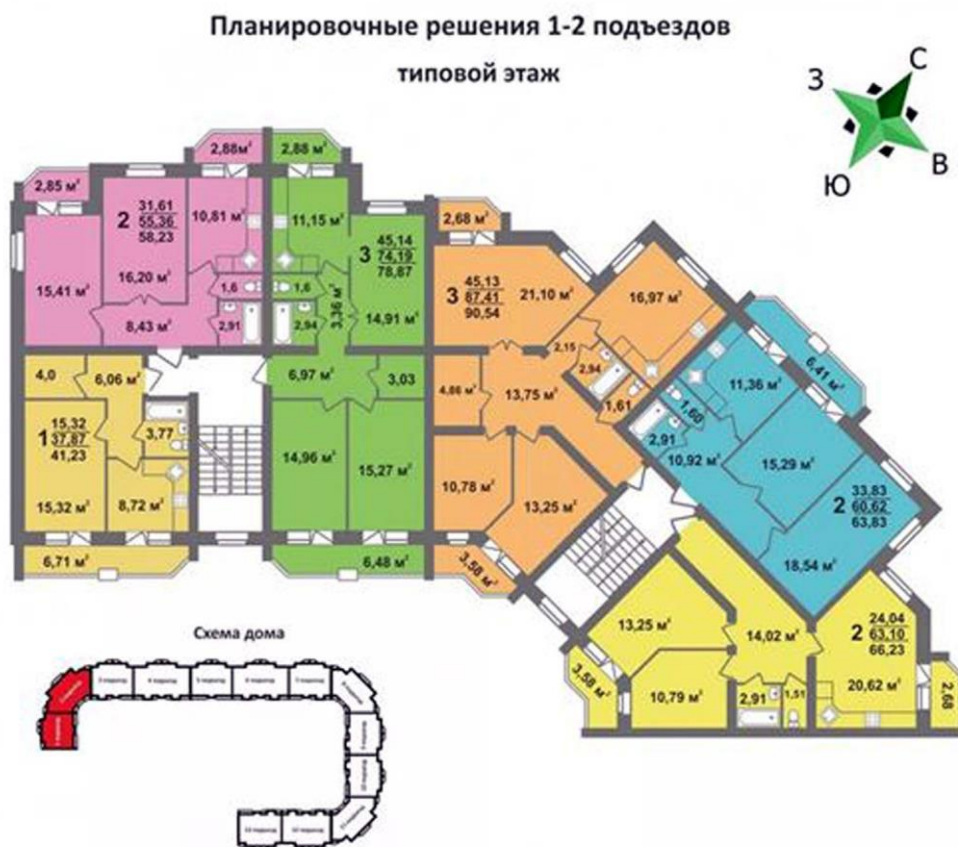 Планировочные решения 1-2 подъездов
типовой этаж
С
З
В
Ю
2,85 м²
2,88м²
2,88 м²
2
31,61
55,36
58,23
10,81 м²
15,41 м²
16,20 м²
8,43 м²
1,6
2,91
11,15 м²
3
45,14
74,19
78,87
1,6
2,94
3,36 м²
14,91 м²
6,97 м²
3,03
14,96 м²
15,27 м²
6,48 м²
4,0
6,06 м²
1
15,32
37,87
41,23
3,77
15,32 м²
8,72 м²
6,71 м²
2,68 м²
3
45,13
87,41
90,54
21,10 м²
16,97 м²
2,15
2,94
1,61
4,86 м²
13,75 м²
10,78 м²
13,25 м²
3,58 м²
6,41 м²
11,36 м²
1,60
2,91
10,92 м²
15,29 м²
2
33,83
60,62
63,83
18,54 м²
13,25 м²
14,02 м²
2
24,04
63,10
66,23
3,58 м²
10,79 м²
2,91
1,51
20,62 м²
2,68
Схема дома